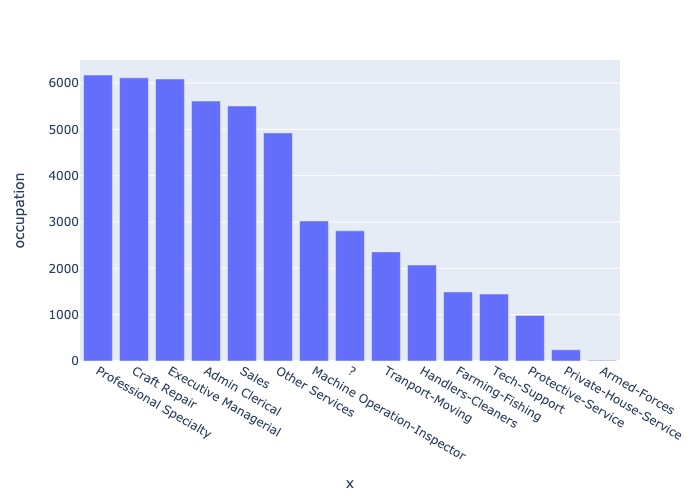 occupation
6000
5000
4000
3000
2000
1000
0
Professional Specialty
Craft Repair
Executive Managerial
Admin Clerical
Sales
Other Services
Machine Operation-Inspector
?
Tranport-Moving
Handlers-Cleaners
Farming-Fishing
Tech-Support
Protective-Service
Private-House-Service
Armed-Forces
x